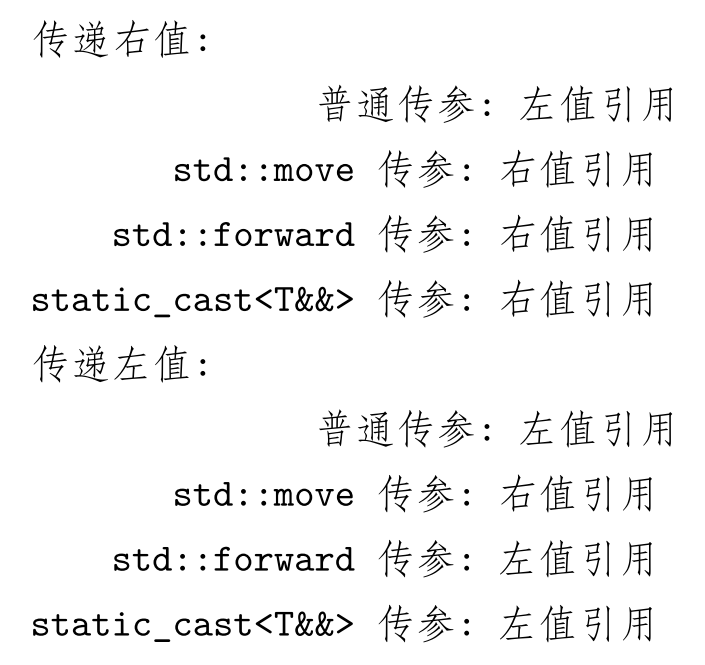 传递右值:
普通传参: 左值引用
std::move 传参: 右值引用
std::forward 传参: 右值引用
static_cast<T&&> 传参: 右值引用
传递左值:
普通传参: 左值引用
std::move 传参: 右值引用
std::forward 传参: 左值引用
static_cast<T&&> 传参: 左值引用